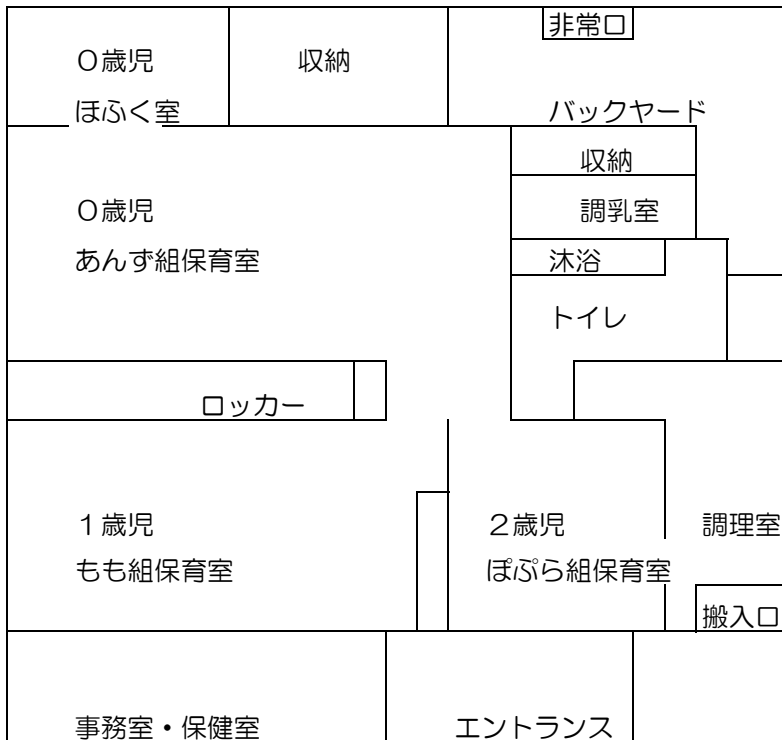 非常口
０歳児
ほふく室
収納
バックヤード
収納
０歳児
あんず組保育室
調乳室
沐浴
トイレ
ロッカー
１歳児
もも組保育室
２歳児
ぽぷら組保育室
調理室
搬入口
事務室・保健室
エントランス